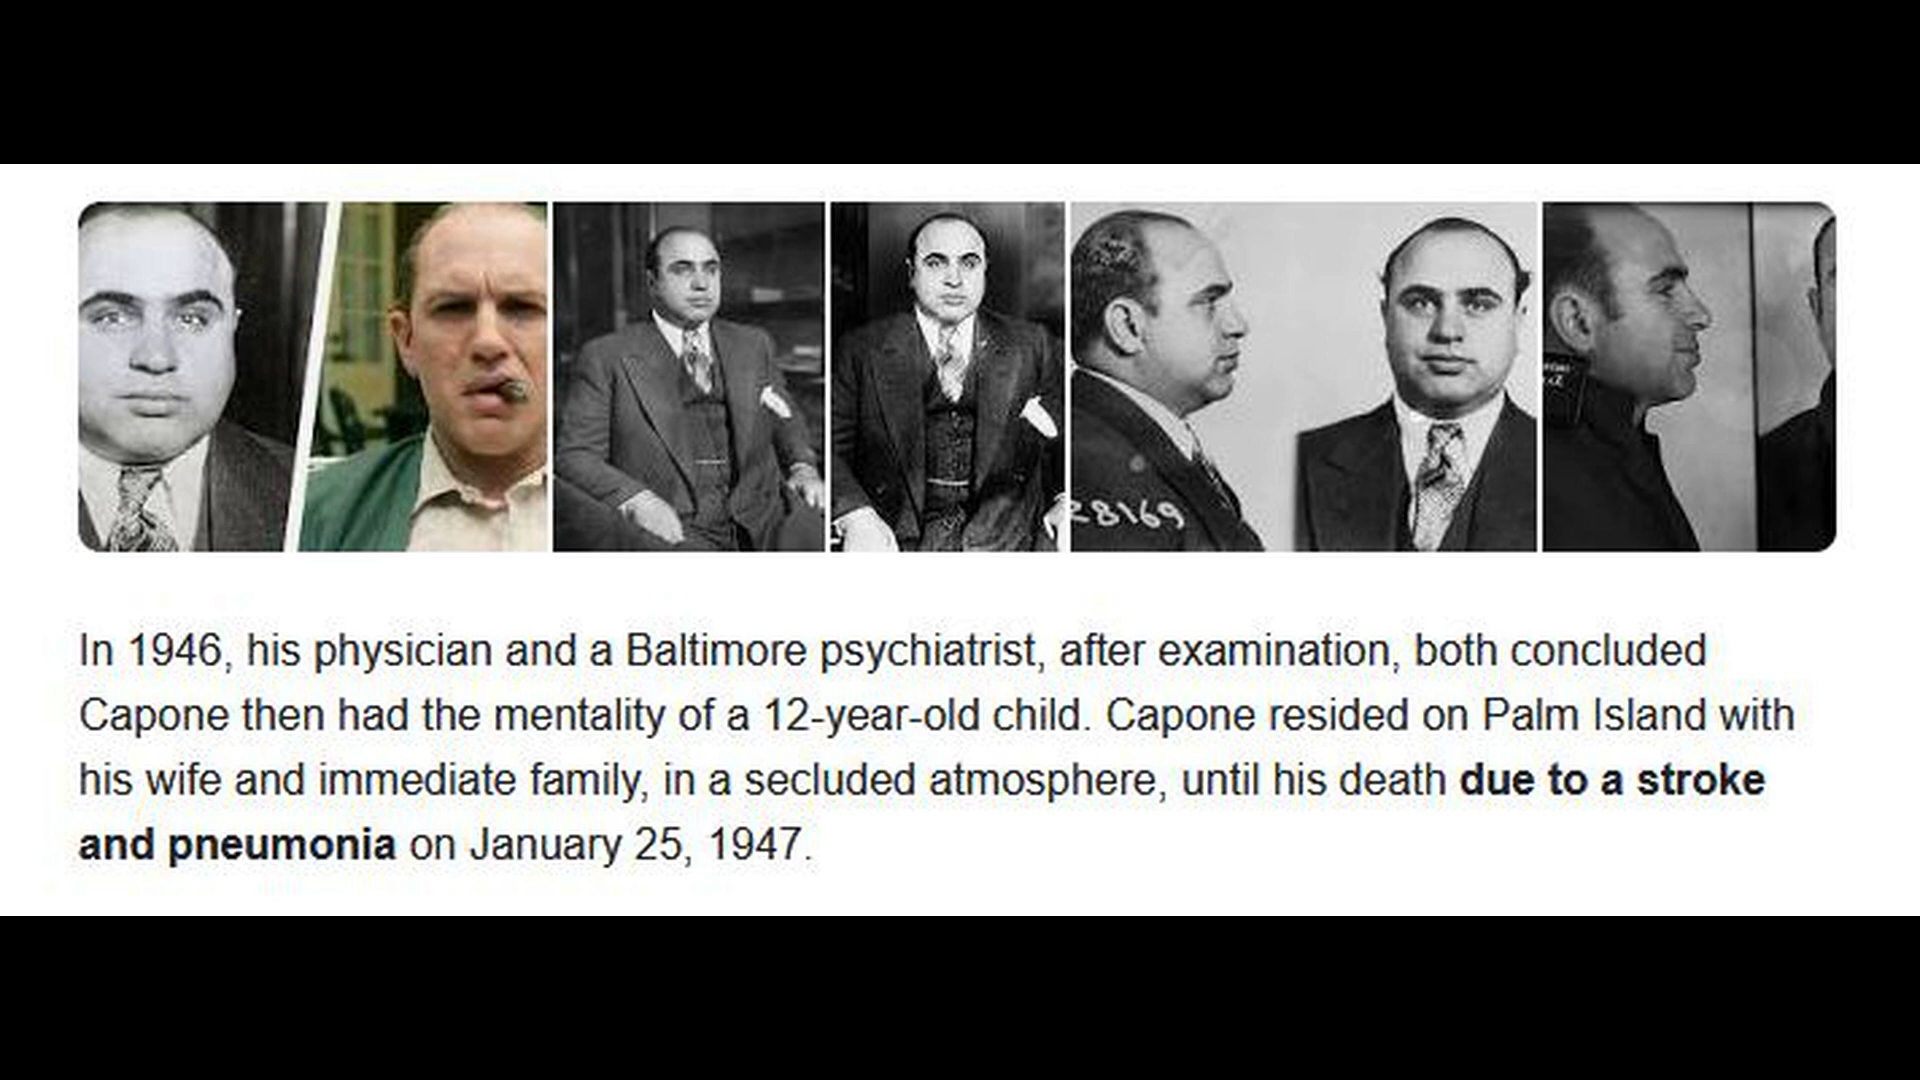 28169
In 1946, his physician and a Baltimore psychiatrist, after examination, both concluded
Capone then had the mentality of a 12-year-old child. Capone resided on Palm Island with
his wife and immediate family, in a secluded atmosphere, until his death due to a stroke
and pneumonia on January 25, 1947.